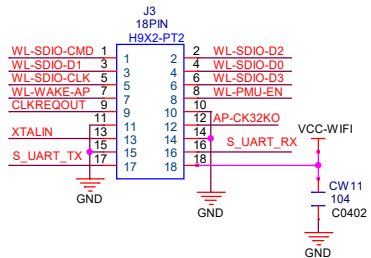 J3
18PIN
H9X2-PT2
WL-SDIO-CMD 1 1 2 2 WL-SDIO-D2
WL-SDIO-D1 3 3 4 4 WL-SDIO-D0
WL-SDIO-CLK 5 5 6 6 WL-SDIO-D3
WL-WAKE-AP 7 7 8 8 WL-PMU-EN
CLKREQOUT 9 9 10 10
11 11 12 12 AP-CK32KO
XTALIN 13 13 14 14
15 15 16 16 S_UART_RX
S_UART_TX 17 17 18 18
VCC-WIFI
CW11
104
C0402
GND
GND
GND